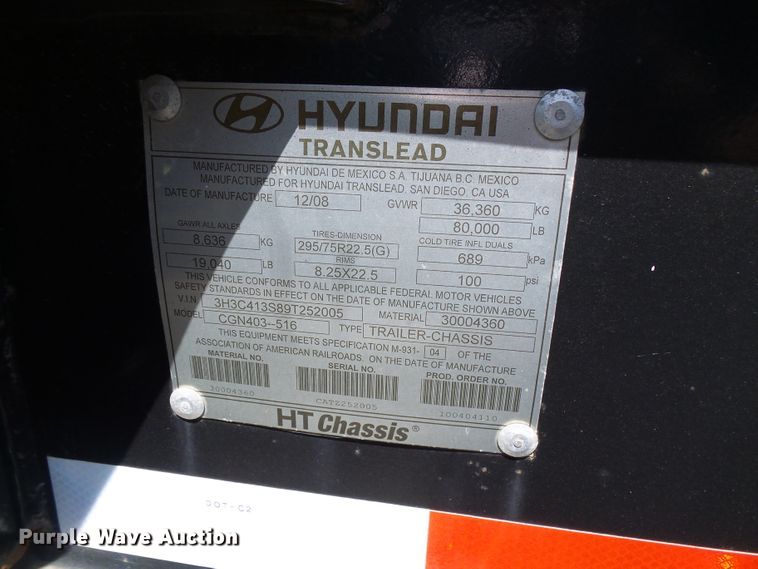 HYUNDAI
TRANSLEAD
MANUFACTURED BY HYUNDAI DE MEXICO S.A. TIJUANA B.C. MEXICO
MANUFACTURED FOR HYUNDAI TRANSLEAD. SAN DIEGO, CA USA
DATE OF MANUFACTURE 12/08 GVWR 36,360 KG
80,000 LB
GAWR ALL AXLES TIRES-DIMENSION COLD TIRE INFL DUALS
8,636 KG 295/75R22.5(G) 689 kPa
RIMS
19,040 LB 8.25X22.5 100 psi
THIS VEHICLE CONFORMS TO ALL APPLICABLE FEDERAL MOTOR VEHICLES
SAFETY STANDARDS IN EFFECT ON THE DATE OF MANUFACTURE SHOWN ABOVE
V.I.N 3H3C413S89T252005 MATERIAL 30004360
MODEL CGN403--516 TYPE TRAILER-CHASSIS
THIS EQUIPMENT MEETS SPECIFICATION M-931- 04 OF THE
ASSOCIATION OF AMERICAN RAILROADS. ON THE DATE OF MANUFACTURE
MATERIAL NO. SERIAL NO. PROD. ORDER NO.
30004360 CATZ252005 100404110
HT Chassis®
DOT-C2
Purple Wave Auction